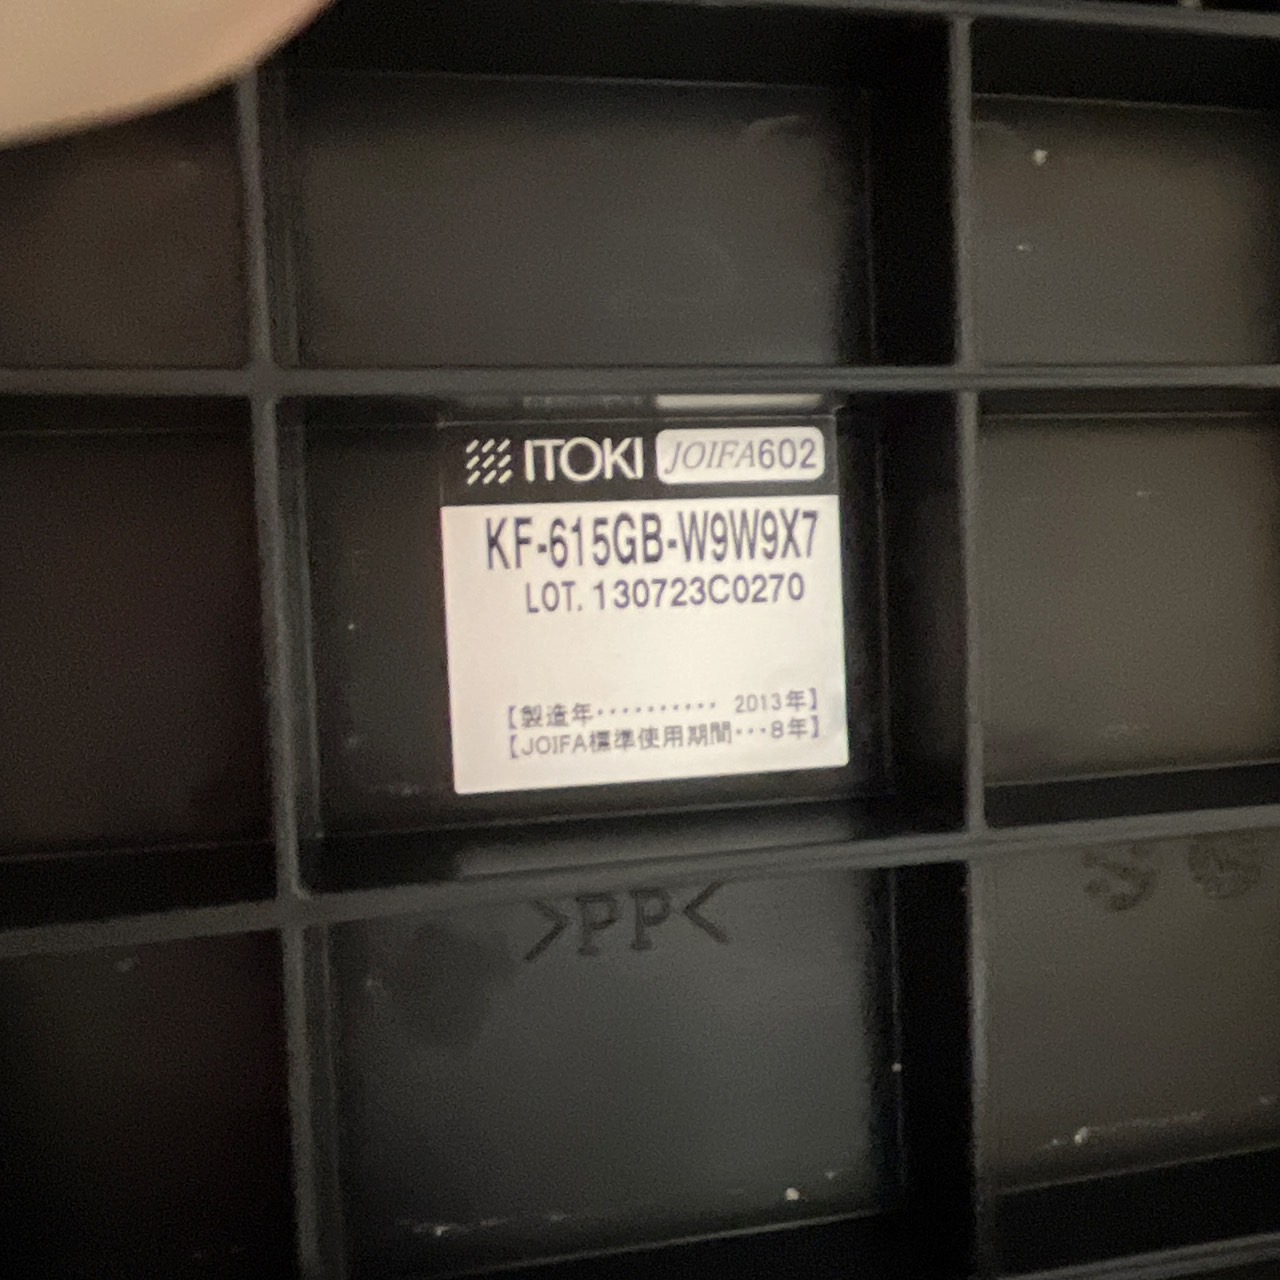 ITOKI JOIFA602
KF-615GB-W9W9X7
LOT. 130723C0270
【製造年・・・・・・・・・・ 2013年】
【JOIFA標準使用期間・・・8年】
>PP<